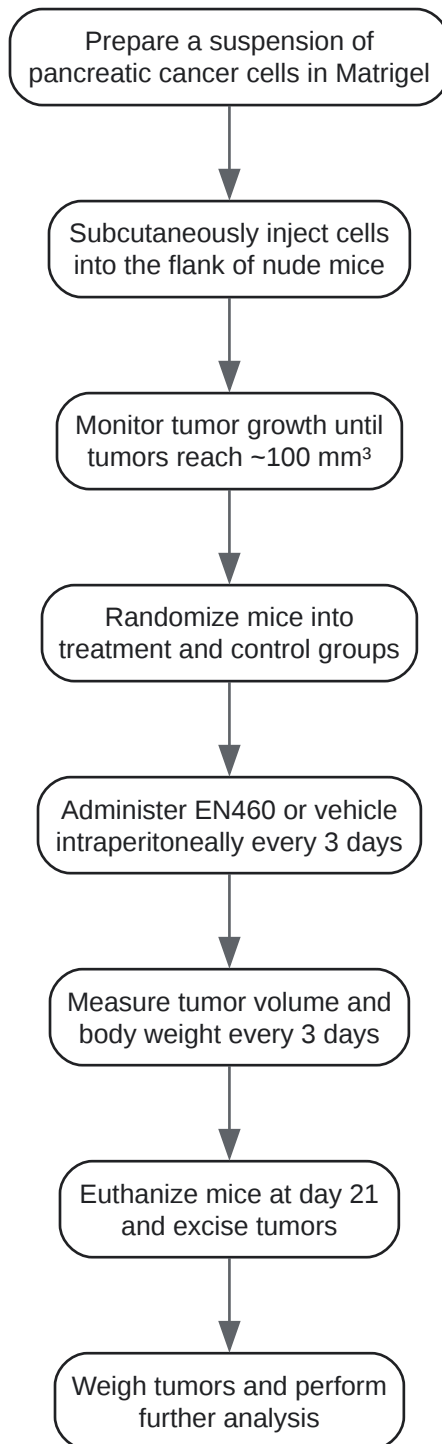 Prepare a suspension of
pancreatic cancer cells in Matrigel
Subcutaneously inject cells
into the flank of nude mice
Monitor tumor growth until
tumors reach ~100 mm³
Randomize mice into
treatment and control groups
Administer EN460 or vehicle
intraperitoneally every 3 days
Measure tumor volume and
body weight every 3 days
Euthanize mice at day 21
and excise tumors
Weigh tumors and perform
further analysis